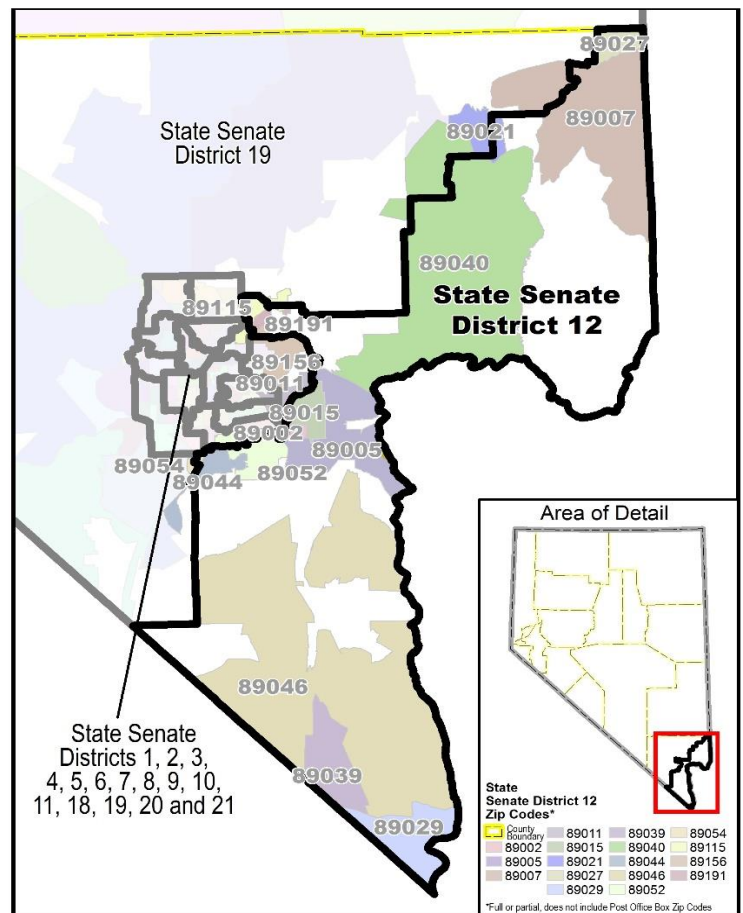 89027
89007
89021
State Senate
District 19
89040
State Senate
District 12
89115
89191
89156
89011
89015
89002
89005
89054
89052
89044
89046
89039
89029
State Senate
Districts 1, 2, 3,
4, 5, 6, 7, 8, 9, 10,
11, 18, 19, 20 and 21
Area of Detail
State
Senate District 12
Zip Codes*
County
Boundary
89002
89005
89007
89011
89015
89021
89027
89029
89039
89040
89044
89046
89052
89054
89115
89156
89191
*Full or partial, does not include Post Office Box Zip Codes